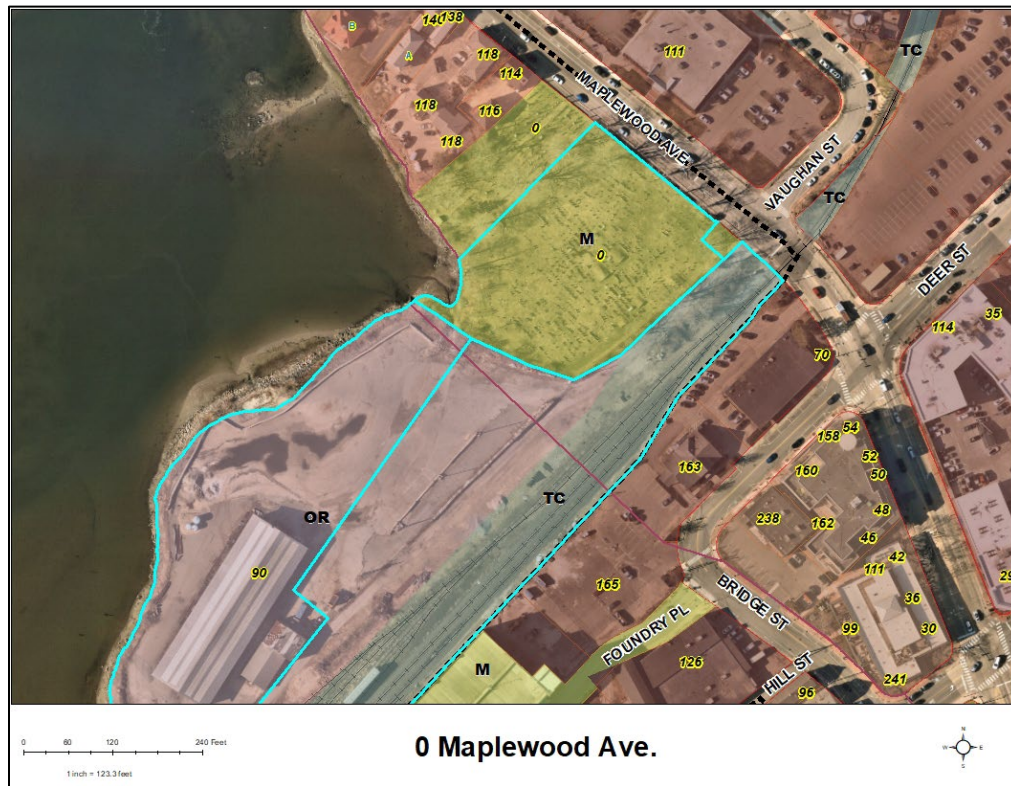 B
A
140
138
118
114
118
116
118
0
111
MAPLEWOOD AVE.
VAUGHAN ST
TC
TC
M
0
DEER ST
35
114
70
54
158
52
50
163
160
48
238
162
46
42
111
OR
TC
90
165
BRIDGE ST
36
FOUNDRY PL
99
30
M
126
HILL ST
96
241
29
0 60 120 240 Feet
1 inch = 123.3 feet
0 Maplewood Ave.
N
W
E
S